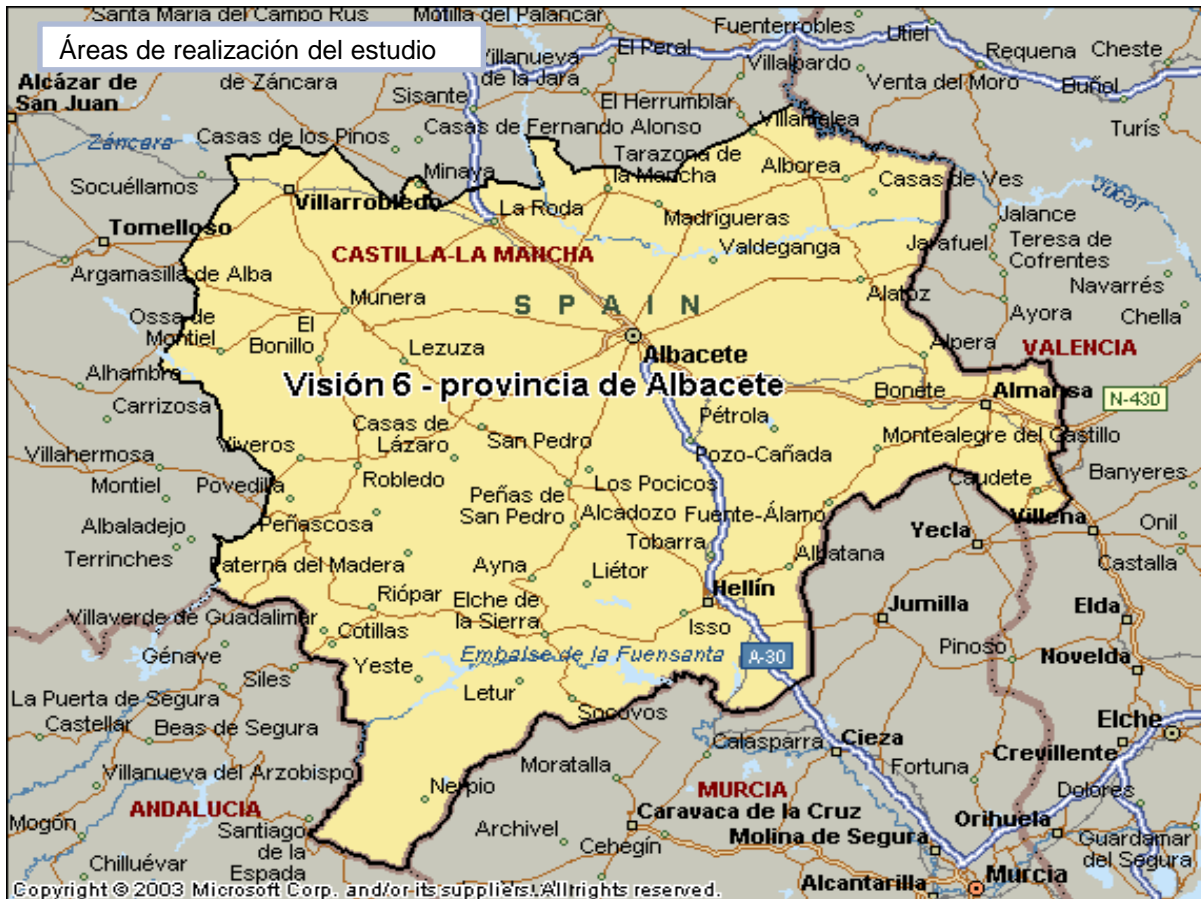 Santa Maria del Campo Rus
Motilla del Palancar
Fuenterrobles
Utiel
Áreas de realización del estudio
Villanueva
de la Jara
El Peral
Villalpardo
Requena
Cheste
Alcázar de
San Juan
de Záncara
Sisante
El Herrumblar
Venta del Moro
Buñol
Záncara
Casas de los Pinos
Casas de Fernando Alonso
Villamalea
Turís
Socuéllamos
Minaya
Tarazona de
la Mancha
Alborea
Casas de Ves
Júcar
Villarrobledo
La Roda
Madrigueras
Jalance
Tomelloso
CASTILLA-LA MANCHA
Valdeganga
Jarafuel
Teresa de
Cofrentes
Argamasilla de Alba
Munera
SPAIN
Alatoz
Navarrés
Ossa de
Montiel
El
Bonillo
Lezuza
Albacete
Alpera
Ayora
Chella
VALENCIA
Alhambra
Visión 6 - provincia de Albacete
Bonete
Almansa
N-430
Carrizosa
Casas de
Lázaro
San Pedro
Pétrola
Montealegre del Castillo
Viveros
Pozo-Cañada
Villahermosa
Robledo
Los Pocicos
Caudete
Banyeres
Montiel
Povedilla
Peñas de
San Pedro
Alcadozo
Fuente-Álamo
Villena
Albaladejo
Peñascosa
Tobarra
Yecla
Onil
Terrinches
Paterna del Madera
Ayna
Liétor
Albatana
Castalla
Riópar
Elche de
la Sierra
Hellín
Jumilla
Elda
Villaverde de Guadalimar
Cotillas
Isso
Génave
Yeste
Embalse de la Fuensanta
A-30
Pinoso
Novelda
Siles
Letur
La Puerta de Segura
Socovos
Elche
Castellar
Beas de Segura
Calasparra
Cieza
Crevillente
Villanueva del Arzobispo
Moratalla
Fortuna
Nerpio
MURCIA
Dolores
ANDALUCIA
Caravaca de la Cruz
Orihuela
Mogón
Santiago
de la
Espada
Archivel
Molina de Segura
Guardamar
del Segura
Cehegín
Chilluévar
Murcia
Alcantarilla
Copyright © 2003 Microsoft Corp. and/or its suppliers. All rights reserved.